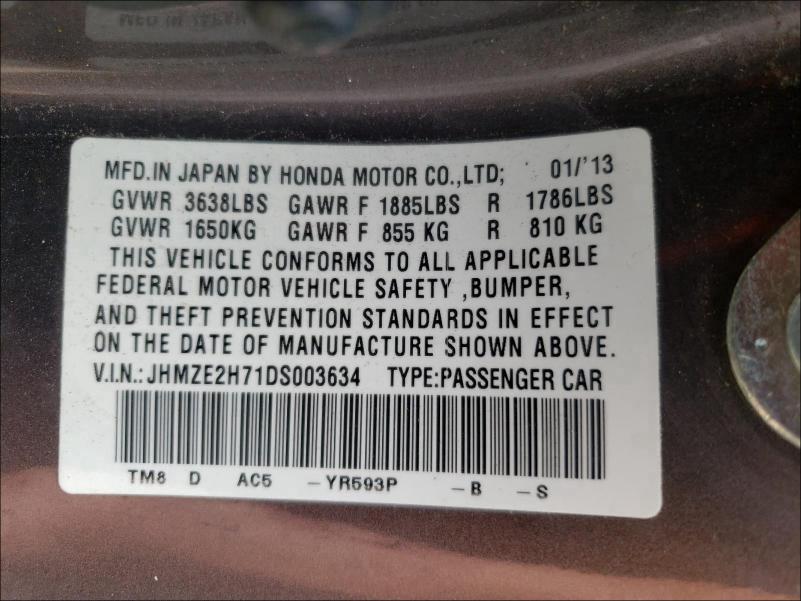 MFD.IN JAPAN BY HONDA MOTOR CO.,LTD; 01/'13
GVWR 3638LBS GAWR F 1885LBS R 1786LBS
GVWR 1650KG GAWR F 855 KG R 810 KG
THIS VEHICLE CONFORMS TO ALL APPLICABLE
FEDERAL MOTOR VEHICLE SAFETY ,BUMPER,
AND THEFT PREVENTION STANDARDS IN EFFECT
ON THE DATE OF MANUFACTURE SHOWN ABOVE.
V.I.N.: JHMZE2H71DS003634 TYPE:PASSENGER CAR
TM8 D AC5 -YR593P -B -S